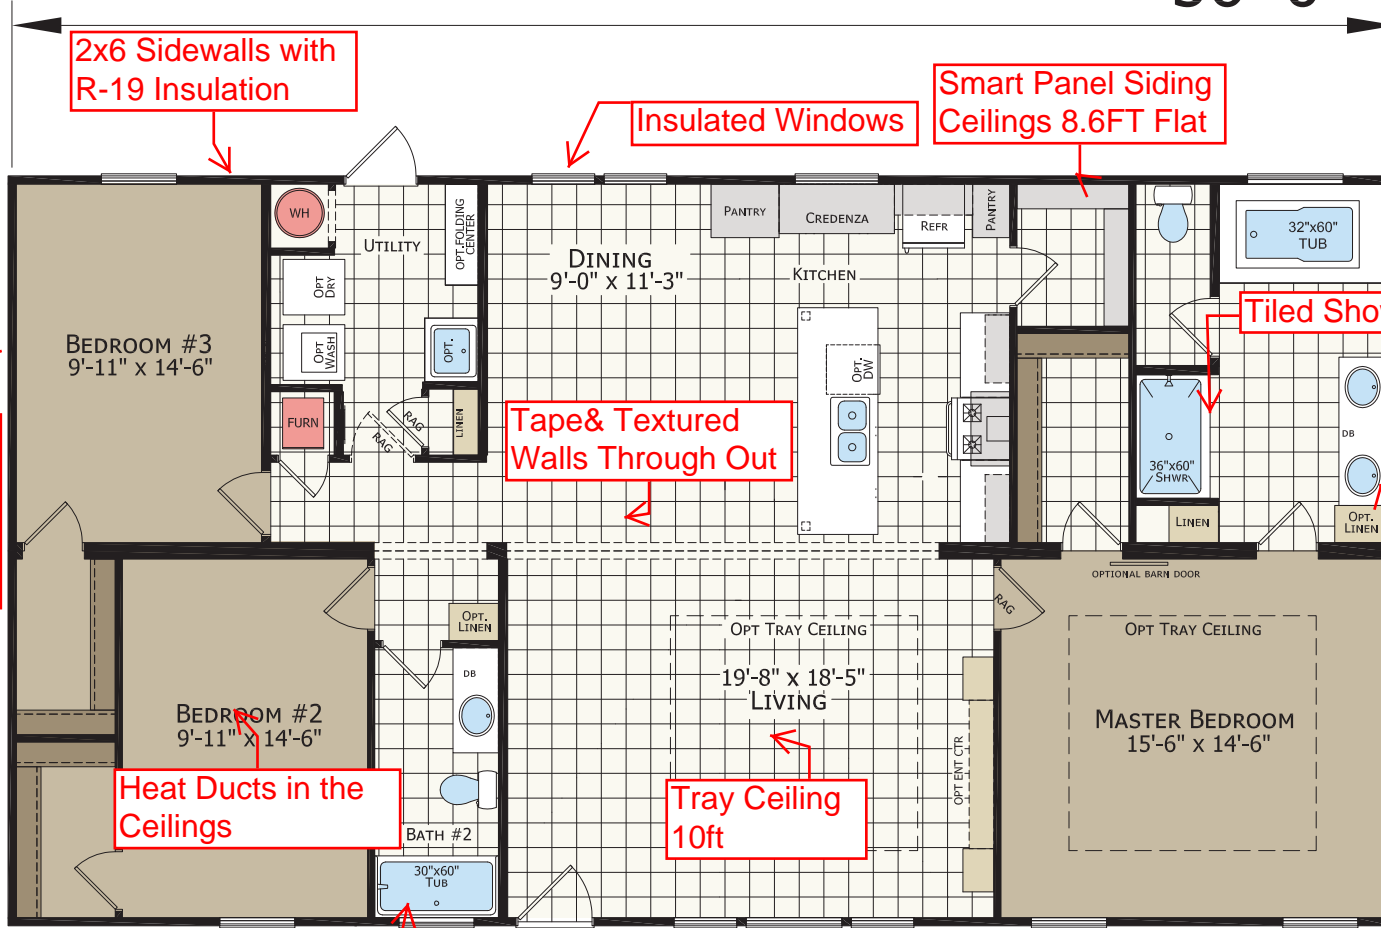 2x6 Sidewalls with
R-19 Insulation
Insulated Windows
Smart Panel Siding
Ceilings 8.6FT Flat
WH
UTILITY
OPT.FOLDING
CENTER
OPT
DRY
OPT
WASH
OPT.
FURN
RAG
RAG
LINEN
BEDROOM #3
9'-11" x 14'-6"
DINING
9'-0" x 11'-3"
PANTRY
CREDENZA
REFR
PANTRY
KITCHEN
OPT.
DW
32"x60"
TUB
Tiled
36"x60"
SHWR
DB
LINEN
OPT.
LINEN
Tape& Textured
Walls Through Out
OPTIONAL BARN DOOR
RAG
OPT.
LINEN
OPT TRAY CEILING
OPT TRAY CEILING
19'-8" x 18'-5"
LIVING
BEDROOM #2
9'-11" x 14'-6"
DB
MASTER BEDROOM
15'-6" x 14'-6"
OPT ENT CTR
Heat Ducts in the
Ceilings
Tray Ceiling
10ft
BATH #2
30"x60"
TUB